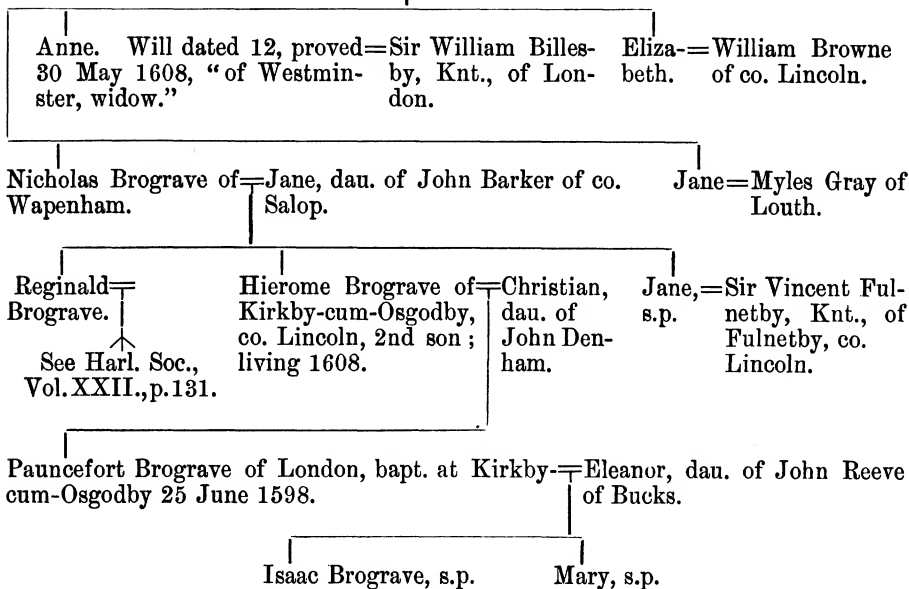 Anne. Will dated 12, proved=Sir William Billes-
30 May 1608, “of Westmin-
ster, widow.”
by, Knt., of Lon-
don.
Eliza-=William Browne
beth.
of co. Lincoln.
Nicholas Brograve of=Jane, dau. of John Barker of co.
Wapenham.
Salop.
Jane=Myles Gray of
Louth.
Reginald=
Brograve.
See Harl. Soc.,
Vol.XXII.,p.131.
Hierome Brograve of=Christian,
Kirkby-cum-Osgodby,
co. Lincoln, 2nd son ;
living 1608.
dau. of
John Den-
ham.
Jane,=Sir Vincent Ful-
s.p.
netby, Knt., of
Fulnetby, co.
Lincoln.
Pauncefort Brograve of London, bapt. at Kirkby-=Eleanor, dau. of John Reeve
cum-Osgodby 25 June 1598.
of Bucks.
Isaac Brograve, s.p.
Mary, s.p.